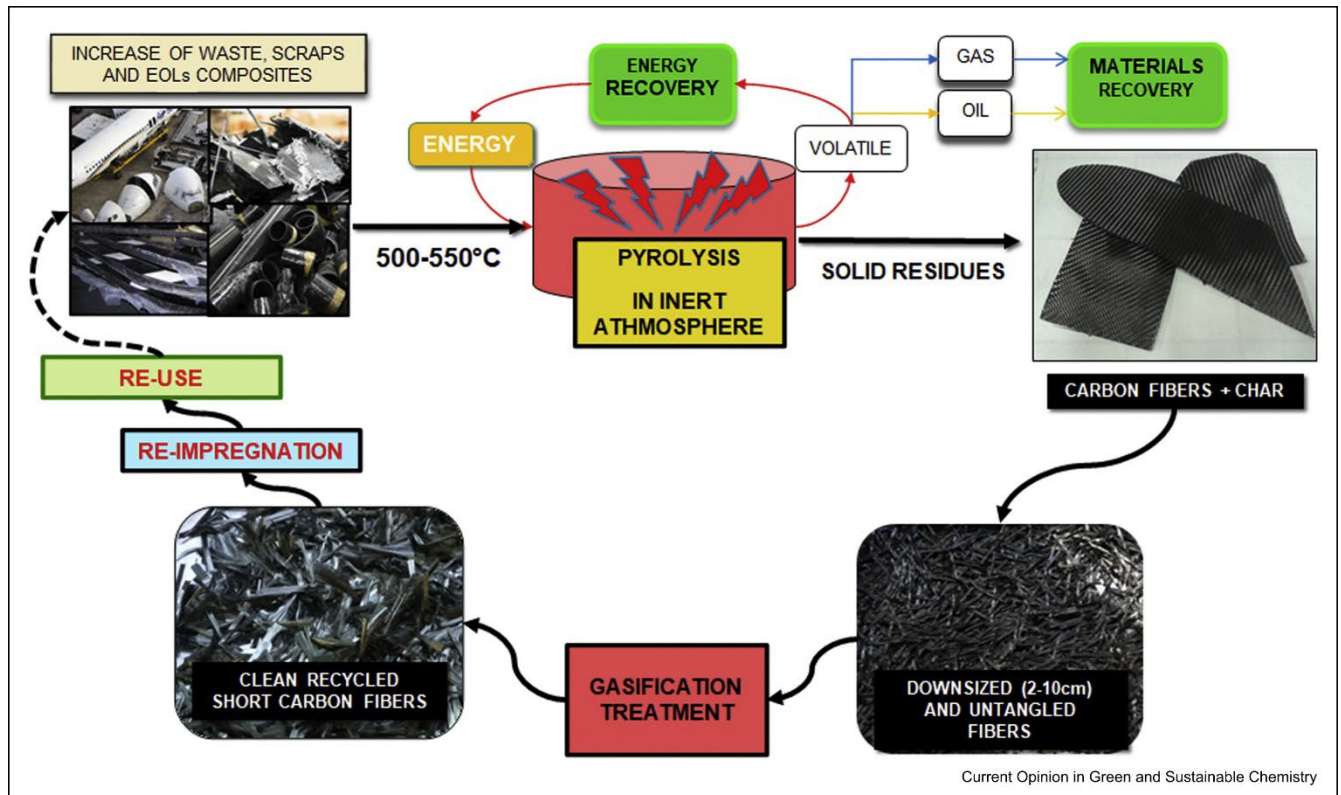 INCREASE OF WASTE, SCRAPS
AND EOLs COMPOSITES
ENERGY
RECOVERY
ENERGY
VOLATILE
GAS
OIL
MATERIALS
RECOVERY
500-550°C
PYROLYSIS
IN INERT
ATHMOSPHERE
SOLID RESIDUES
CARBON FIBERS + CHAR
RE-USE
RE-IMPREGNATION
CLEAN RECYCLED
SHORT CARBON FIBERS
GASIFICATION
TREATMENT
DOWNSIZED (2-10cm)
AND UNTANGLED
FIBERS
Current Opinion in Green and Sustainable Chemistry